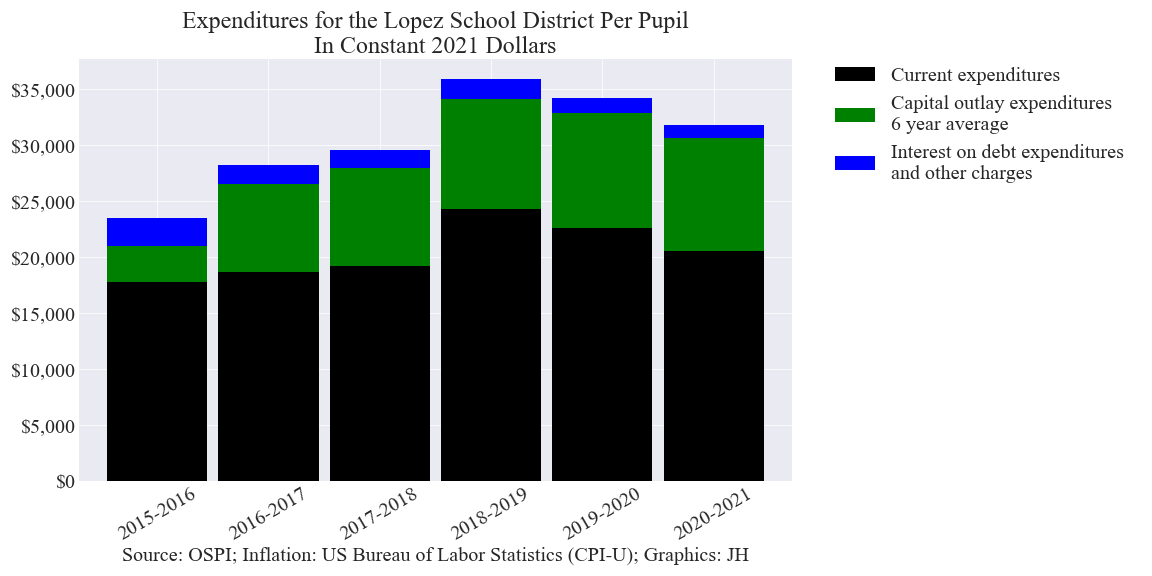 Expenditures for the Lopez School District Per Pupil
In Constant 2021 Dollars
$35,000
$30,000
$25,000
$20,000
$15,000
$10,000
$5,000
$0
2015-2016
2016-2017
2017-2018
2018-2019
2019-2020
2020-2021
Source: OSPI; Inflation: US Bureau of Labor Statistics (CPI-U); Graphics: JH
Current expenditures
Capital outlay expenditures
6 year average
Interest on debt expenditures
and other charges